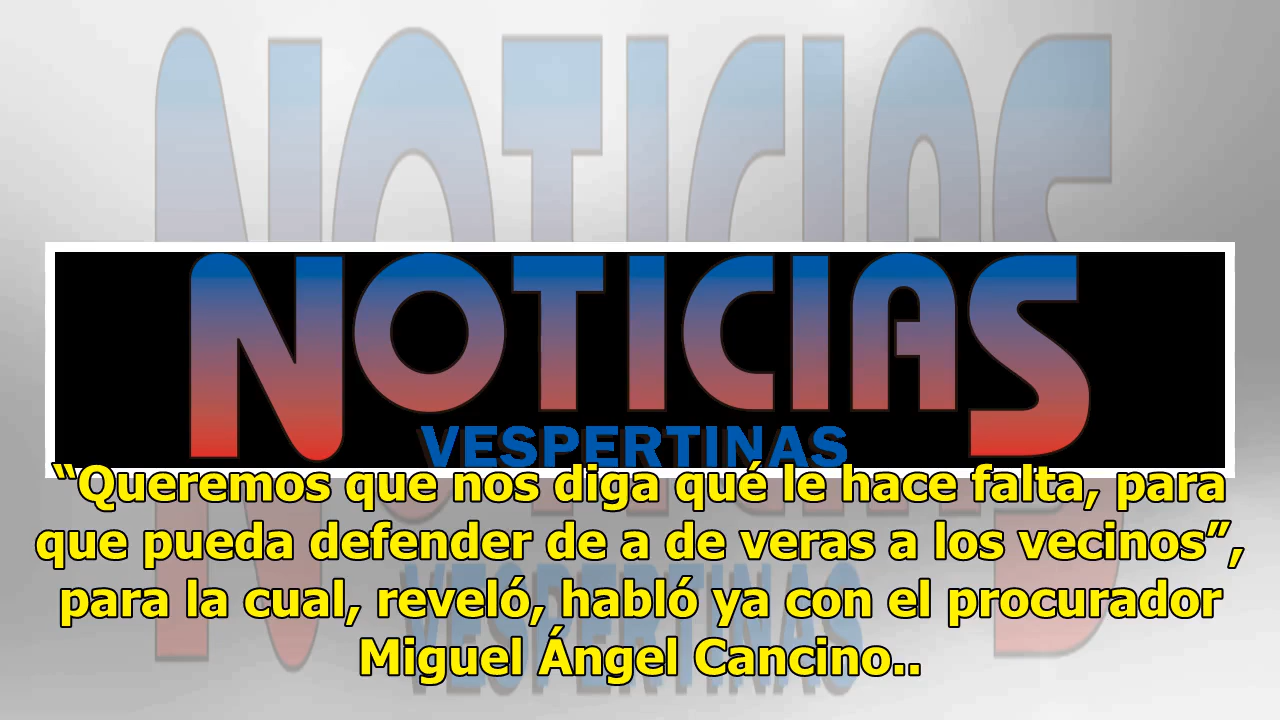 NOTICIAS
VESPERTINAS
“Queremos que nos diga qué le hace falta, para
que pueda defender de a de veras a los vecinos”,
para la cual, reveló, habló ya con el procurador
Miguel Ángel Cancino..